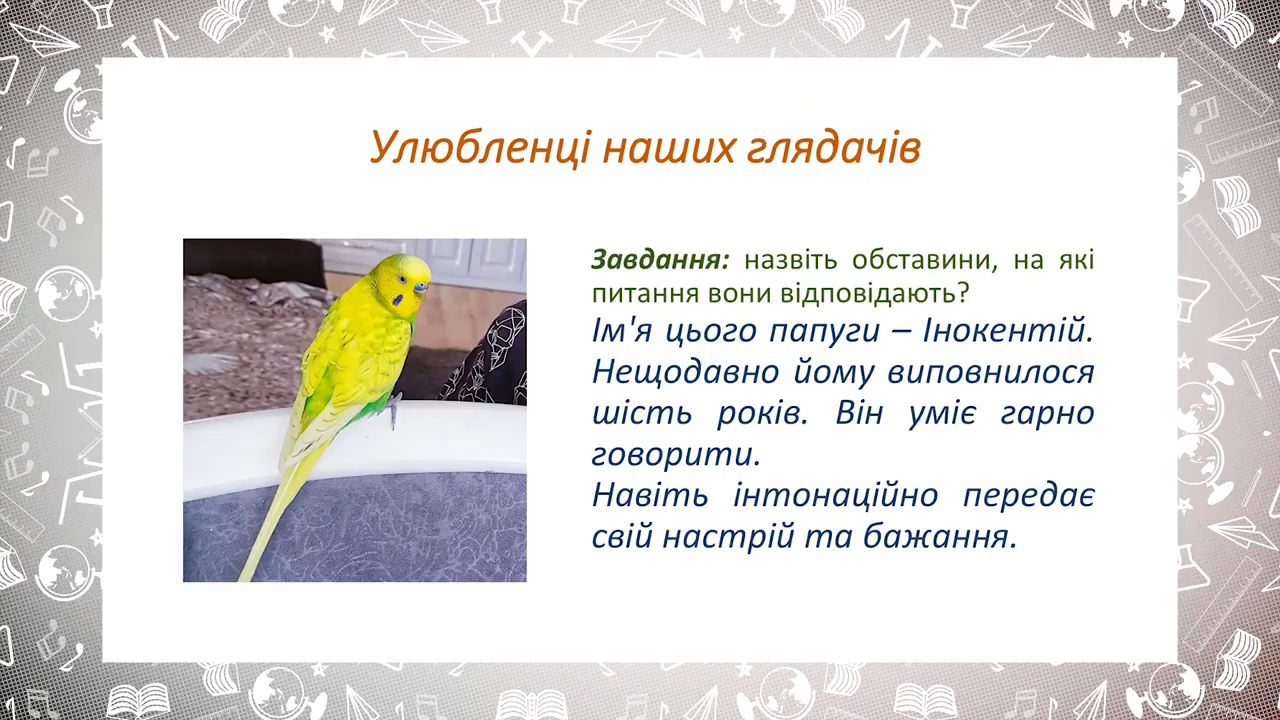 Улюбленці наших глядачів
Завдання: назвіть обставини, на які
питання вони відповідають?
Ім'я цього папуги – Інокентій.
Нещодавно йому виповнилося
шість років. Він уміє гарно
говорити.
Навіть інтонаційно передає
свій настрій та бажання.